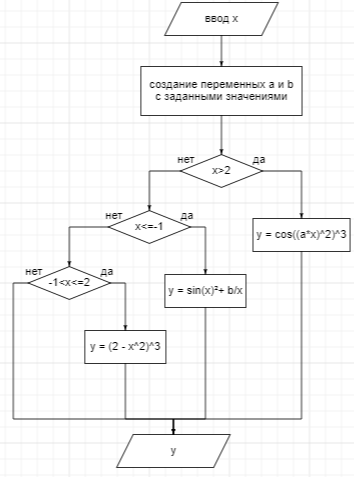 ввод x
создание переменных a и b
с заданными значениями
нет
да
x>2
нет
да
x<=-1
y = cos((a*x)^2)^3
нет
да
-1<x<=2
y = sin(x)²+ b/x
y = (2 - x^2)^3
y